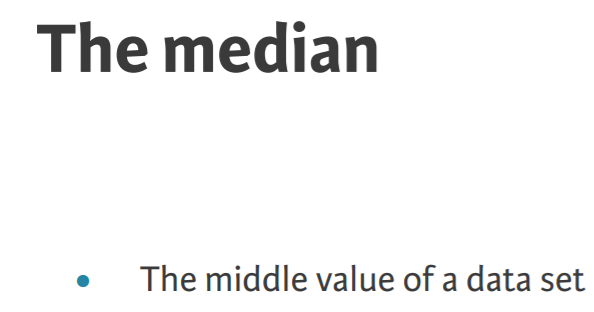 The median
The middle value of a data set